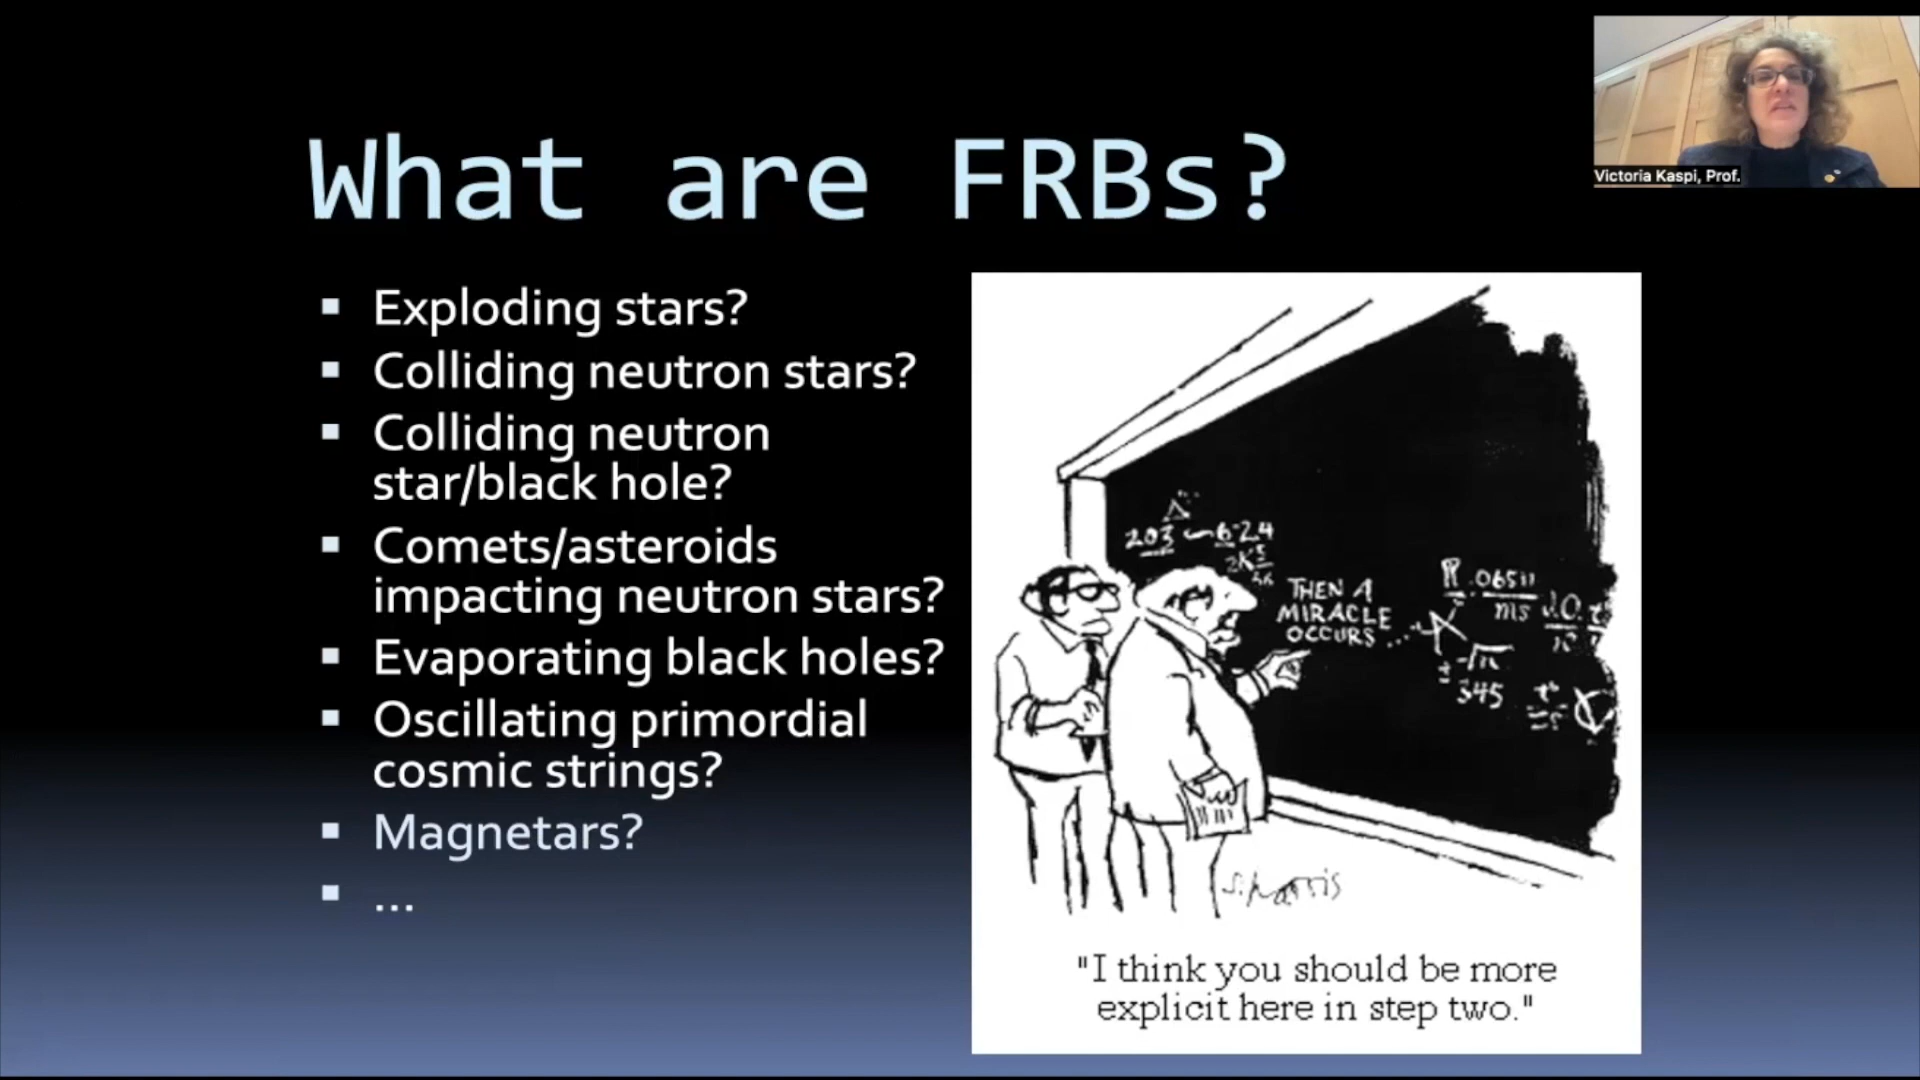 What are FRBs?
Victoria Kaspi, Prof.
▪ Exploding stars?
▪ Colliding neutron stars?
▪ Colliding neutron
star/black hole?
▪ Comets/asteroids
impacting neutron stars?
▪ Evaporating black holes?
▪ Oscillating primordial
cosmic strings?
▪ Magnetars?
▪ ...
THEN A
MIRACLE
OCCURS...
S. Harris
"I think you should be more
explicit here in step two."